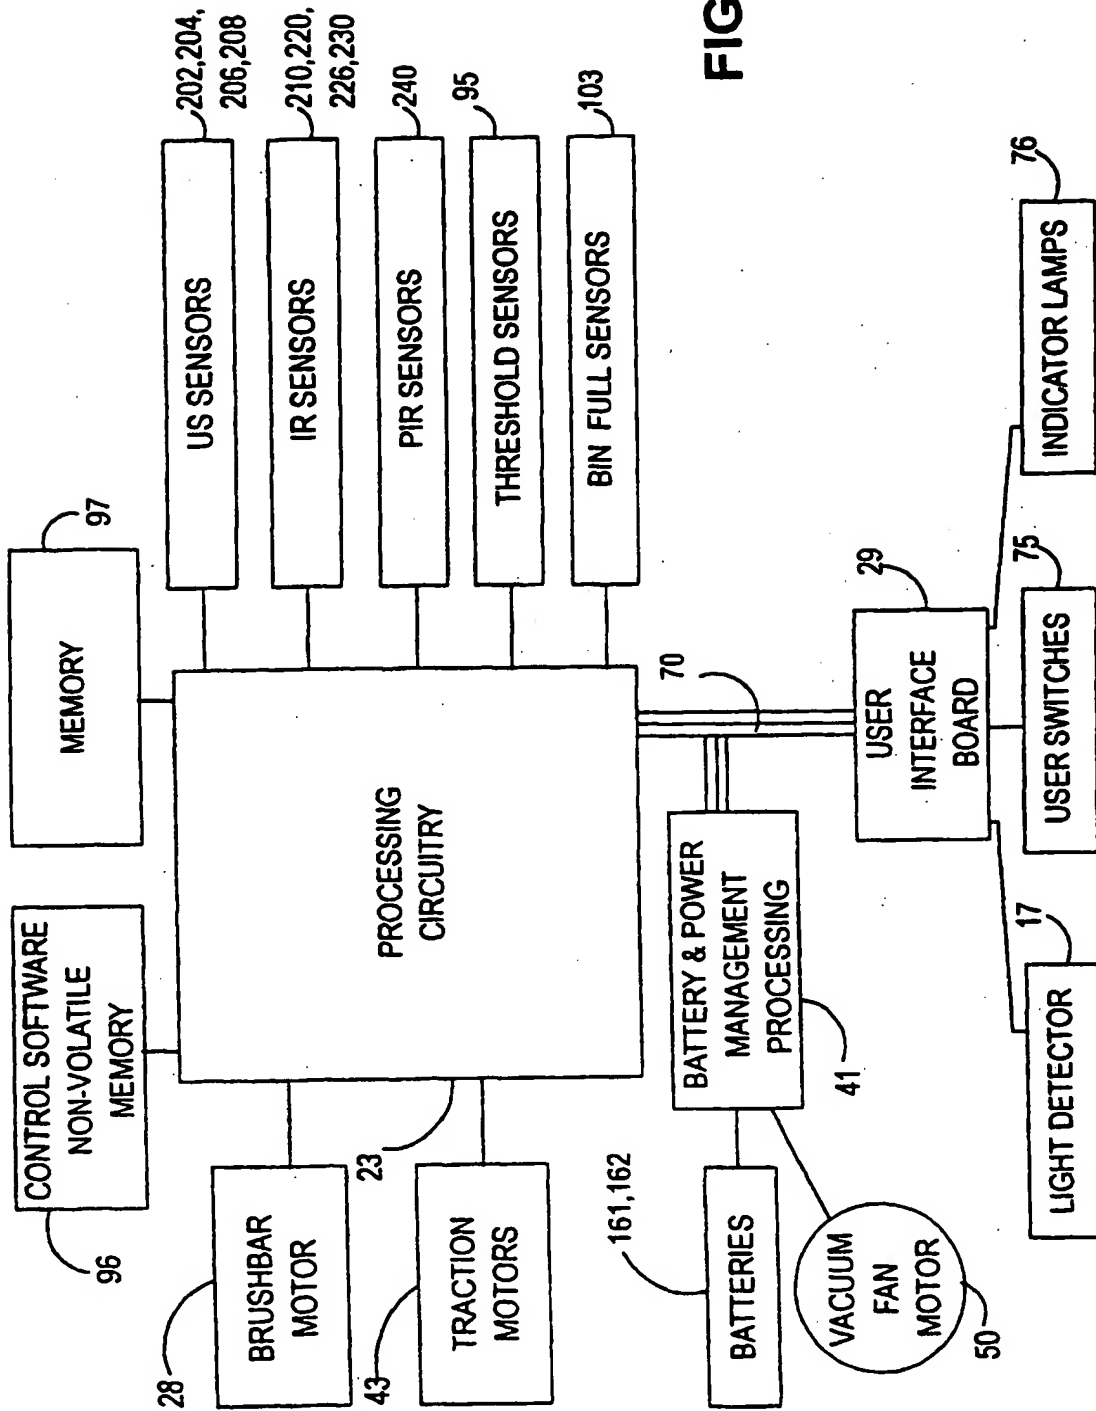 CONTROL SOFTWARE
NON-VOLATILE
MEMORY
96
MEMORY
97
BRUSHBAR
MOTOR
28
TRACTION
MOTORS
43
PROCESSING
CIRCUITRY
23
US SENSORS
202,204,
206,208
IR SENSORS
210,220,
226,230
PIR SENSORS
240
THRESHOLD SENSORS
95
BIN FULL SENSORS
103
BATTERIES
161,162
VACUUM
FAN
MOTOR
50
BATTERY & POWER
MANAGEMENT
PROCESSING
41
70
USER
INTERFACE
BOARD
29
LIGHT DETECTOR
17
USER SWITCHES
75
INDICATOR LAMPS
76
FIG